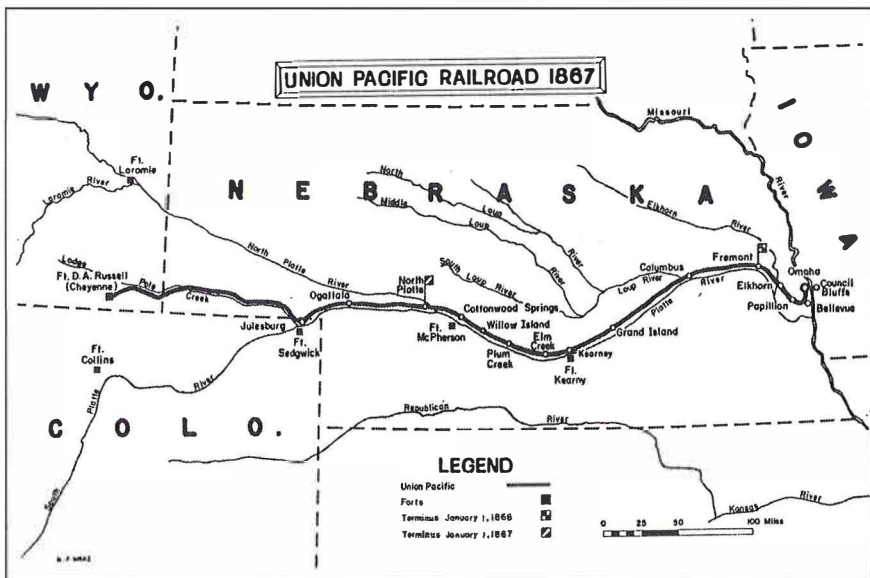 UNION PACIFIC RAILROAD 1867
WYO.
IOWA
NEBRASKA
COLO.
Missouri
River
Ft.
Laramie
Laramie River
North
Platte
River
North
Loup
River
Middle
Loup
South Loup River
Elkhorn
River
Loup River
Platte
River
Lodge
Pole
Creek
Ft. D.A. Russell
(Cheyenne)
Julesburg
Ft.
Sedgwick
Ogallala
North
Platte
Cottonwood Springs
Ft.
McPherson
Willow Island
Plum
Creek
Elm
Creek
Kearney
Ft.
Kearny
Grand Island
Columbus
Fremont
Elkhorn
Papillion
Omaha
Council
Bluffs
Bellevue
Ft.
Collins
South
Platte
River
Republican
River
Kansas
River
LEGEND
Union Pacific
Forts
Terminus January 1, 1866
Terminus January 1, 1867
0 25 50 100 Miles